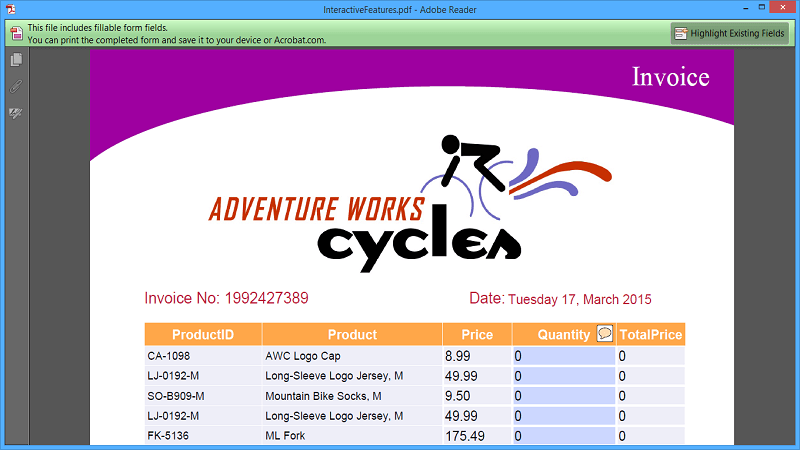 InteractiveFeatures.pdf - Adobe Reader
This file includes fillable form fields.
You can print the completed form and save it to your device or Acrobat.com.
Highlight Existing Fields
Invoice
ADVENTURE WORKS
cycles
Invoice No: 1992427389 Date: Tuesday 17, March 2015
ProductID Product Price Quantity TotalPrice
CA-1098 AWC Logo Cap 8.99 0 0
LJ-0192-M Long-Sleeve Logo Jersey, M 49.99 0 0
SO-B909-M Mountain Bike Socks, M 9.50 0 0
LJ-0192-M Long-Sleeve Logo Jersey, M 49.99 0 0
FK-5136 ML Fork 175.49 0 0